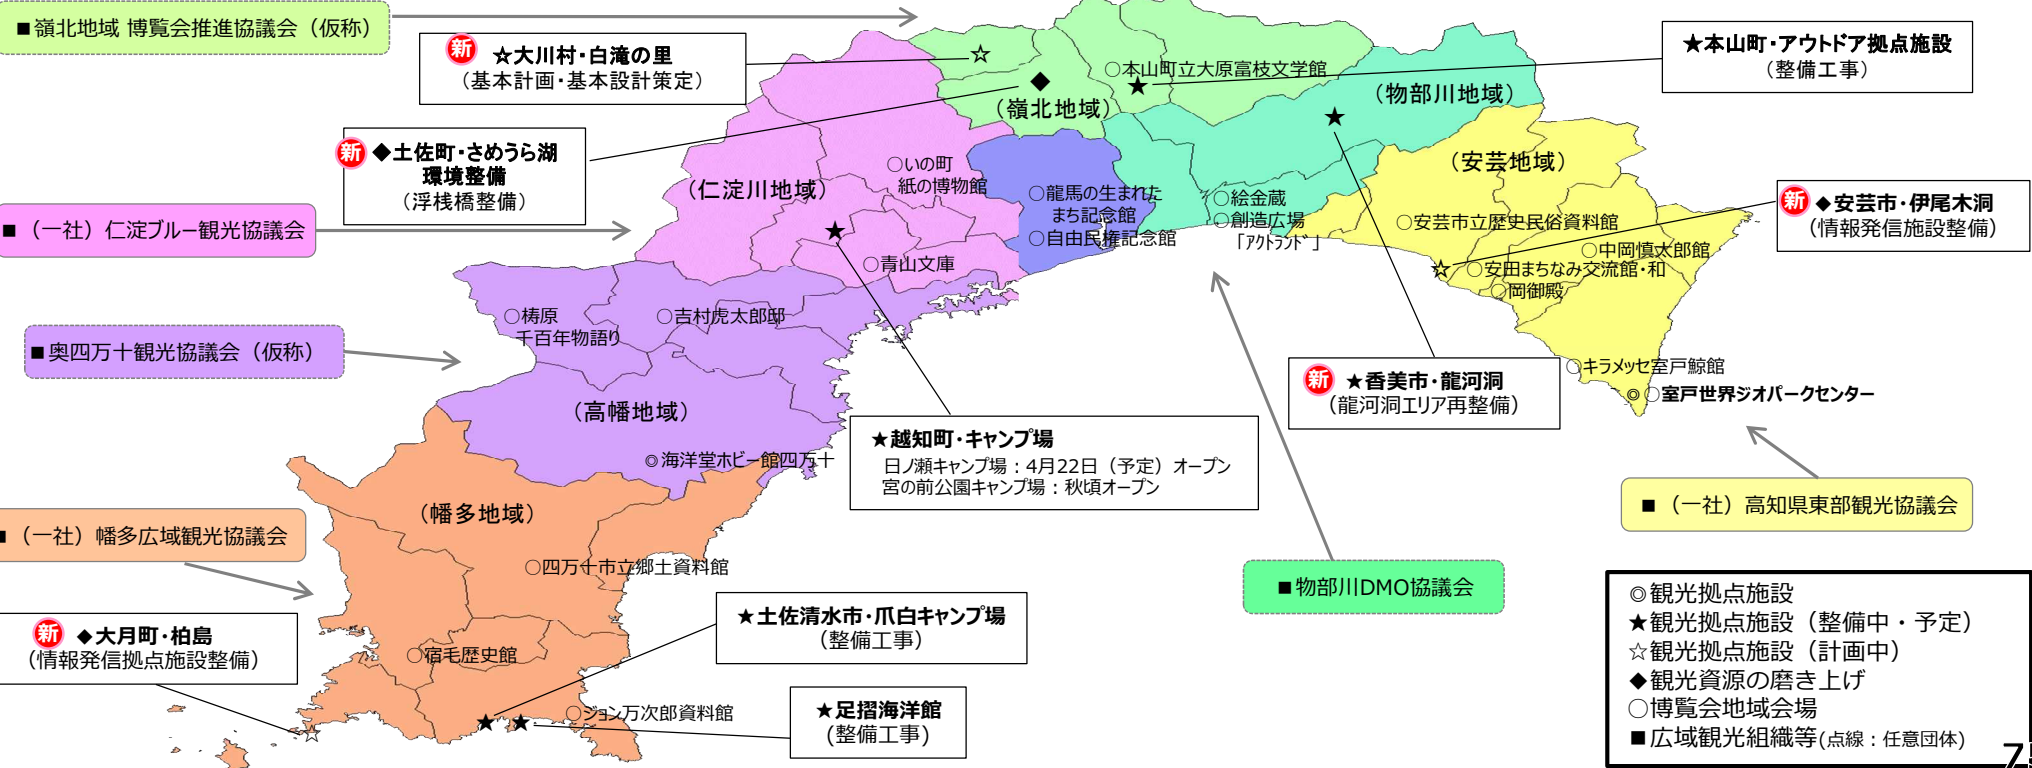 ■嶺北地域 博覧会推進協議会（仮称）
新 ☆大川村・白滝の里
（基本計画・基本設計策定）
★本山町・アウトドア拠点施設
（整備工事）
○本山町立大原富枝文学館
（嶺北地域）
（物部川地域）
新 ◆土佐町・さめうら湖
環境整備
（浮桟橋整備）
（安芸地域）
○いの町
紙の博物館
（仁淀川地域）
○龍馬の生まれた
まち記念館
○自由民権記念館
○絵金蔵
○創造広場
「アクトランド」
新 ◆安芸市・伊尾木洞
（情報発信施設整備）
■（一社）仁淀ブルー観光協議会
○安芸市立歴史民俗資料館
○中岡慎太郎館
○安田まちなみ交流館・和
○岡御殿
○青山文庫
○梼原
千百年物語り
○吉村虎太郎邸
■奥四万十観光協議会（仮称）
新 ★香美市・龍河洞
（龍河洞エリア再整備）
○キラメッセ室戸鯨館
◎○室戸世界ジオパークセンター
（高幡地域）
★越知町・キャンプ場
日ノ瀬キャンプ場：4月22日（予定）オープン
宮の前公園キャンプ場：秋頃オープン
◎海洋堂ホビー館四万十
■（一社）高知県東部観光協議会
（幡多地域）
■（一社）幡多広域観光協議会
○四万十市立郷土資料館
■物部川DMO協議会
新 ◆大月町・柏島
（情報発信拠点施設整備）
★土佐清水市・爪白キャンプ場
（整備工事）
○宿毛歴史館
○ジョン万次郎資料館
★足摺海洋館
（整備工事）
◎観光拠点施設
★観光拠点施設（整備中・予定）
☆観光拠点施設（計画中）
◆観光資源の磨き上げ
○博覧会地域会場
■広域観光組織等(点線：任意団体)